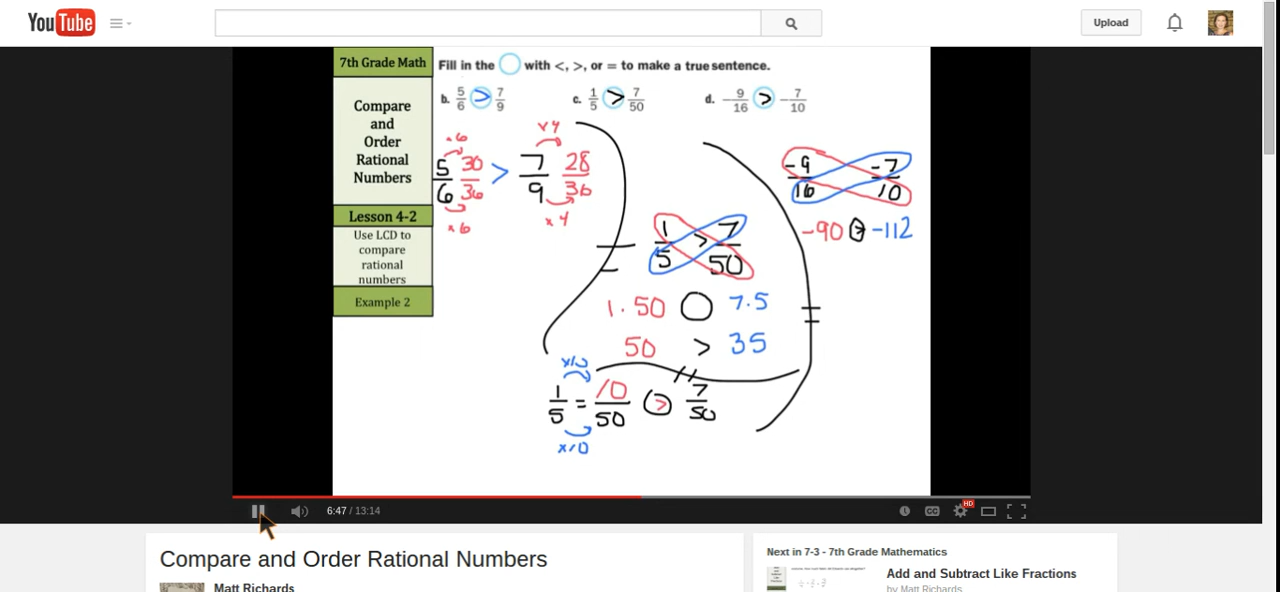 YouTube
Upload
7th Grade Math
Fill in the ○ with <, >, or = to make a true sentence.
Compare
and
Order
Rational
Numbers
b. 5/6 > 7/9
c. 1/5 > 7/50
d. -9/16 > -7/10
Lesson 4-2
Use LCD to
compare
rational
numbers
Example 2
×6
5/6 30/36 > 7/9 28/36
×6
×4
×4
1/5 > 7/50
1·50 ○ 7·5
50 > 35
×10
1/5 = 10/50 > 7/50
×10
-9/16 -7/10
-90 > -112
6:47 / 13:14
CC
HD
Compare and Order Rational Numbers
Matt Richards
Next in 7-3 - 7th Grade Mathematics
Add and Subtract Like Fractions
by Matt Richards